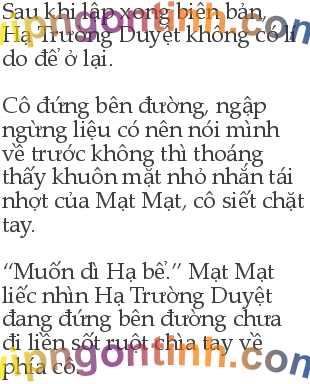 Sau khi lập xong biên bản,
Hạ Trường Duyệt không có lí
do để ở lại.
Cô đứng bên đường, ngập
ngừng liệu có nên nói mình
về trước không thì thoáng
thấy khuôn mặt nhỏ nhắn tái
nhợt của Mạt Mạt, cô siết chặt
tay.
“Muốn dì Hạ bế.” Mạt Mạt
liếc nhìn Hạ Trường Duyệt
đang đứng bên đường chưa
đi liền sốt ruột chìa tay về
phía cô.
vipngontinh.com
vipngontinh.com